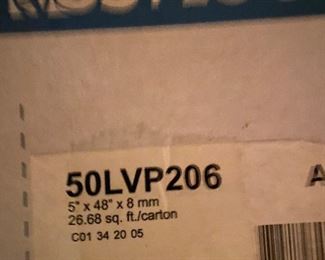 50LVP206
5" x 48" x 8 mm
26.68 sq. ft./carton
C01 34 20 05
A